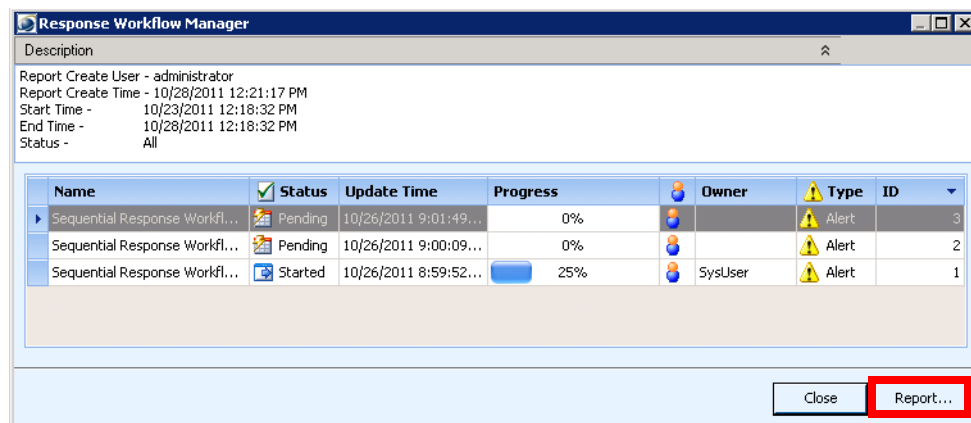 Response Workflow Manager
Description
Report Create User - administrator
Report Create Time - 10/28/2011 12:21:17 PM
Start Time - 10/23/2011 12:18:32 PM
End Time - 10/28/2011 12:18:32 PM
Status - All
Name Status Update Time Progress Owner Type ID
Sequential Response Workfl... Pending 10/26/2011 9:01:49... 0% Alert 3
Sequential Response Workfl... Pending 10/26/2011 9:00:09... 0% Alert 2
Sequential Response Workfl... Started 10/26/2011 8:59:52... 25% SysUser Alert 1
Close Report...